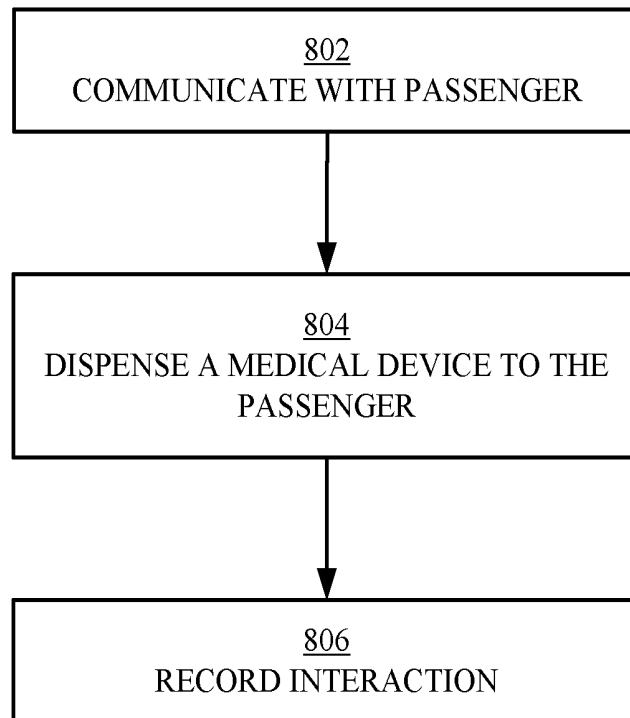 802
COMMUNICATE WITH PASSENGER
804
DISPENSE A MEDICAL DEVICE TO THE
PASSENGER
806
RECORD INTERACTION